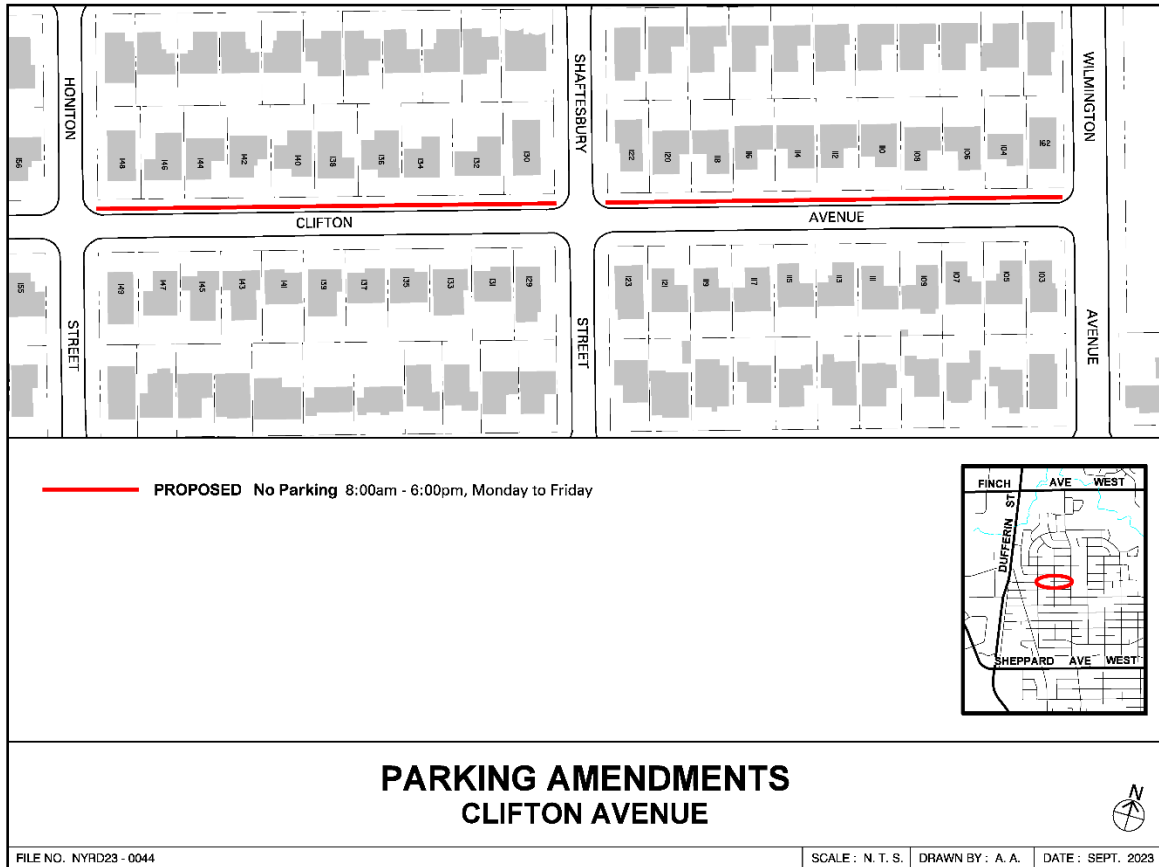 HONITON
SHAFTESBURY
WILMINGTON
156
148
146
144
142
140
138
136
134
132
130
122
120
118
116
114
112
110
108
106
104
162
CLIFTON
AVENUE
155
149
147
145
143
141
139
137
135
133
131
129
123
121
119
117
115
113
111
109
107
105
103
STREET
STREET
AVENUE
PROPOSED No Parking 8:00am - 6:00pm, Monday to Friday
FINCH AVE WEST
DUFFERIN ST
SHEPPARD AVE WEST
PARKING AMENDMENTS
CLIFTON AVENUE
N
FILE NO. NYRD23 - 0044
SCALE : N. T. S.
DRAWN BY : A. A.
DATE : SEPT. 2023